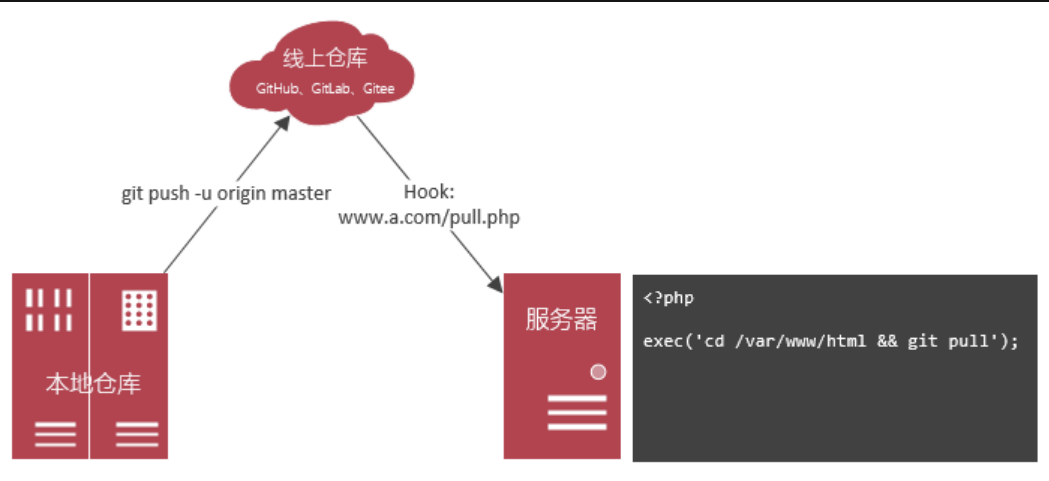 线上仓库
GitHub、GitLab、Gitee
git push -u origin master
Hook:
www.a.com/pull.php
本地仓库
服务器
<?php
exec('cd /var/www/html && git pull');